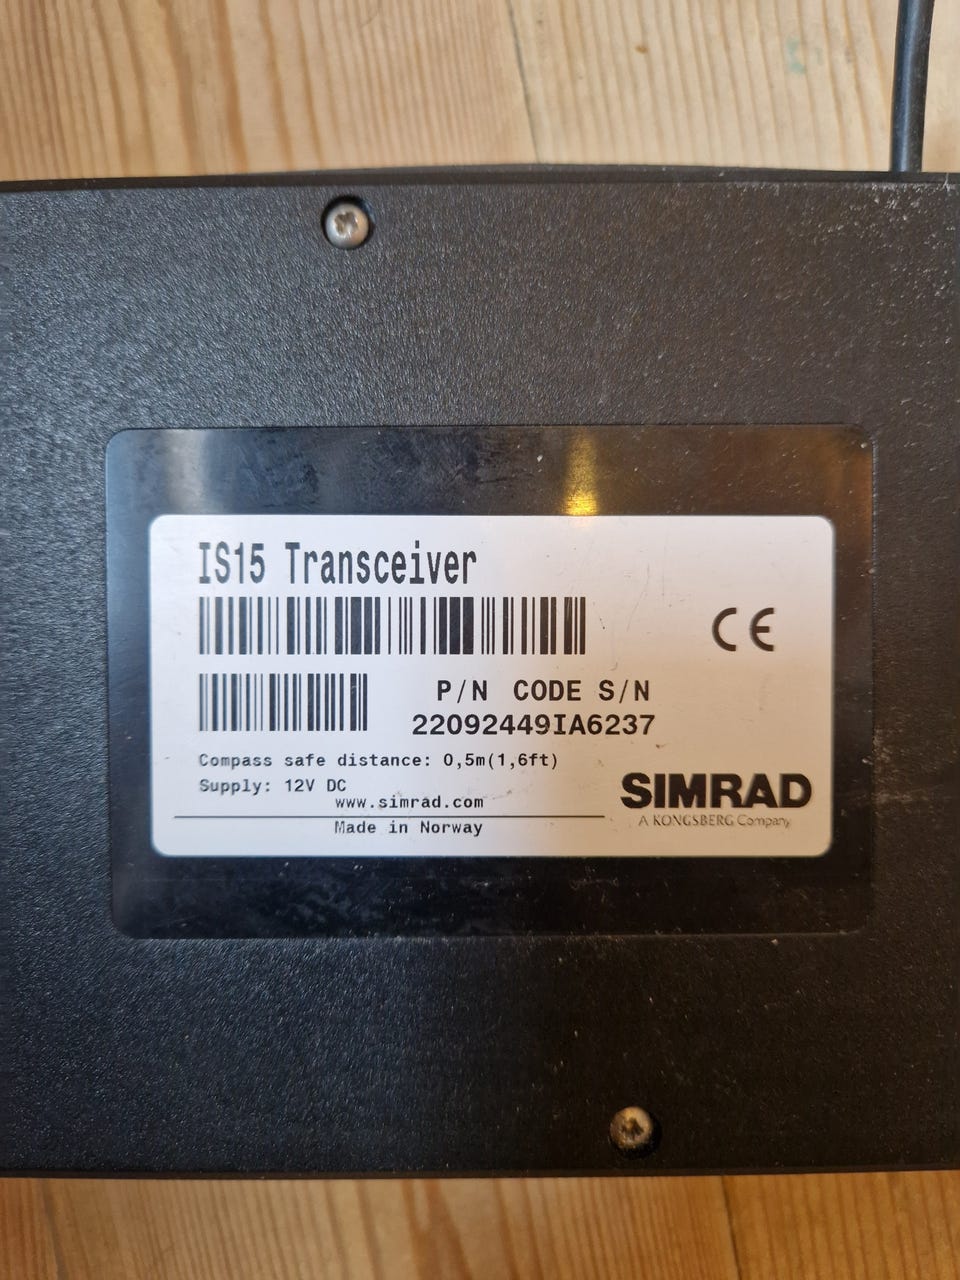 IS15 Transceiver
CE
P/N CODE S/N
22092449IA6237
Compass safe distance: 0,5m(1,6ft)
Supply: 12V DC
www.simrad.com
Made in Norway
SIMRAD
A KONGSBERG Company